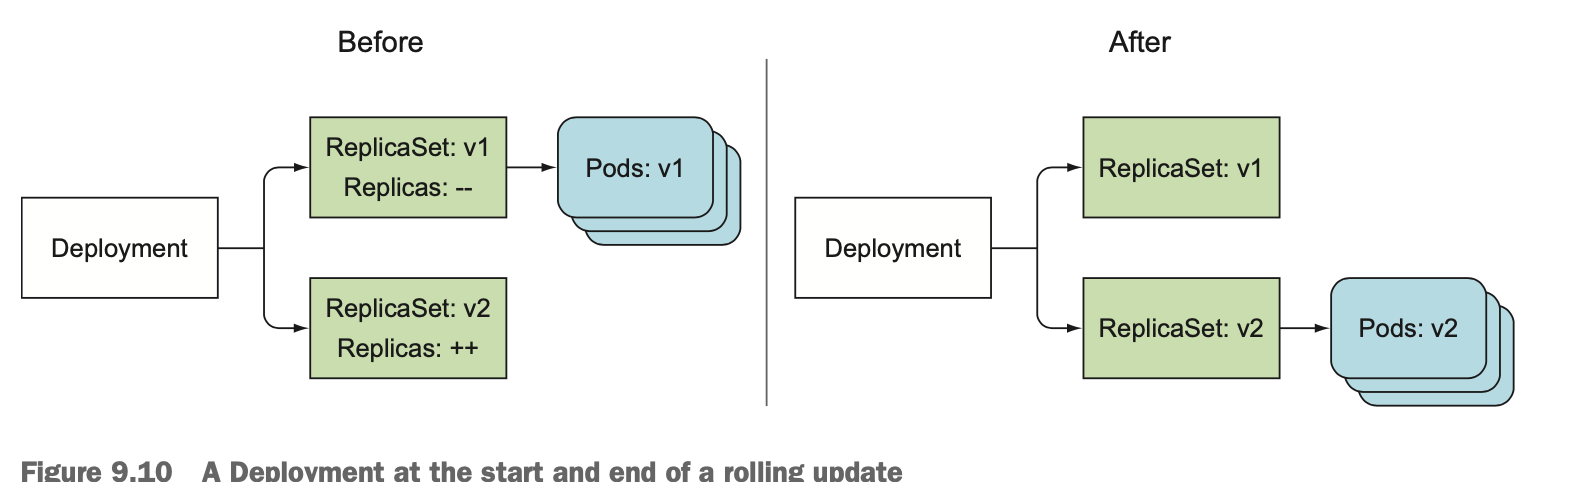 Before
After
ReplicaSet: v1
Replicas: --
Pods: v1
Deployment
ReplicaSet: v2
Replicas: ++
ReplicaSet: v1
Deployment
ReplicaSet: v2
Pods: v2
Figure 9.10 A Deployment at the start and end of a rolling update